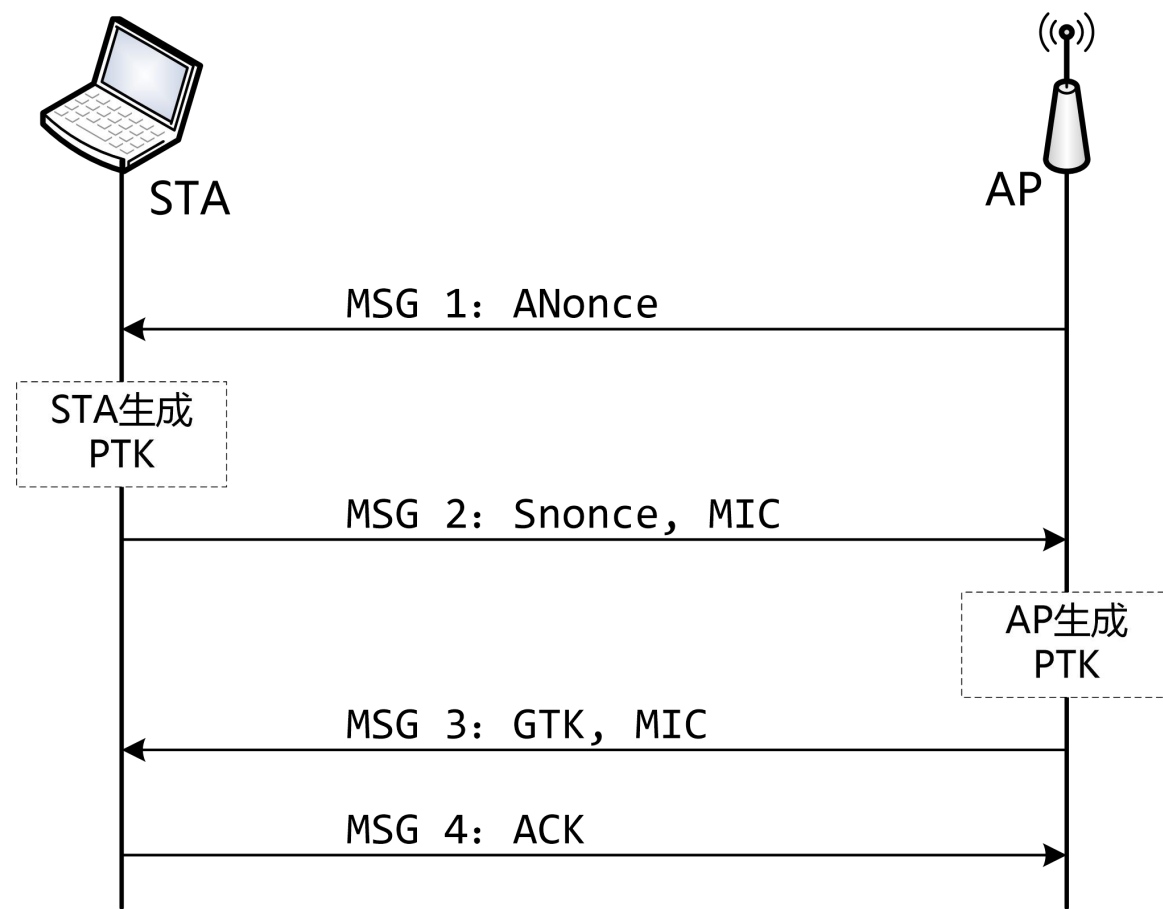 STA
AP
MSG 1: ANonce
STA生成
PTK
MSG 2: Snonce, MIC
AP生成
PTK
MSG 3: GTK, MIC
MSG 4: ACK